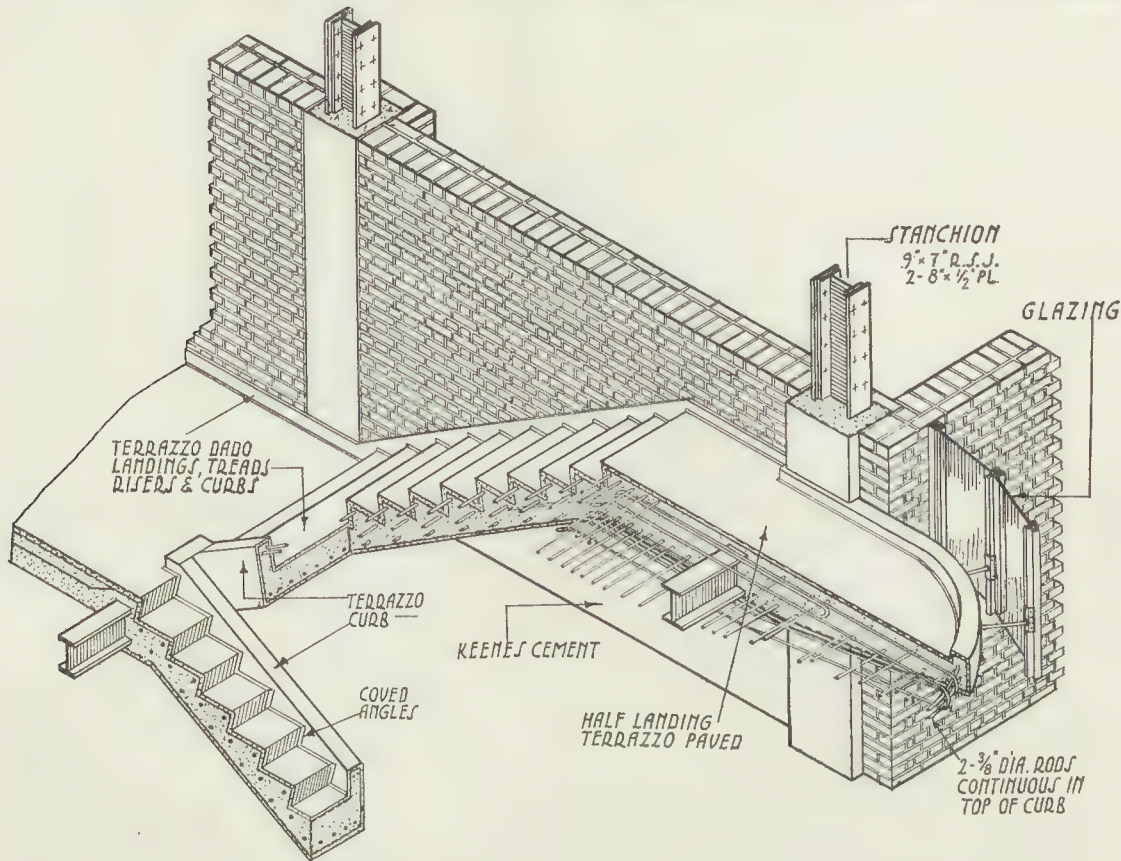 STANCHION
9" × 7" R.S.J.
2 - 8" × ½" PL
GLAZING
TERRAZZO DADO
LANDINGS, TREADS
RISERS & CURBS
TERRAZZO
CURB
KEENES CEMENT
COVED
ANGLES
HALF LANDING
TERRAZZO PAVED
2 - ⅜" DIA. RODS
CONTINUOUS IN
TOP OF CURB